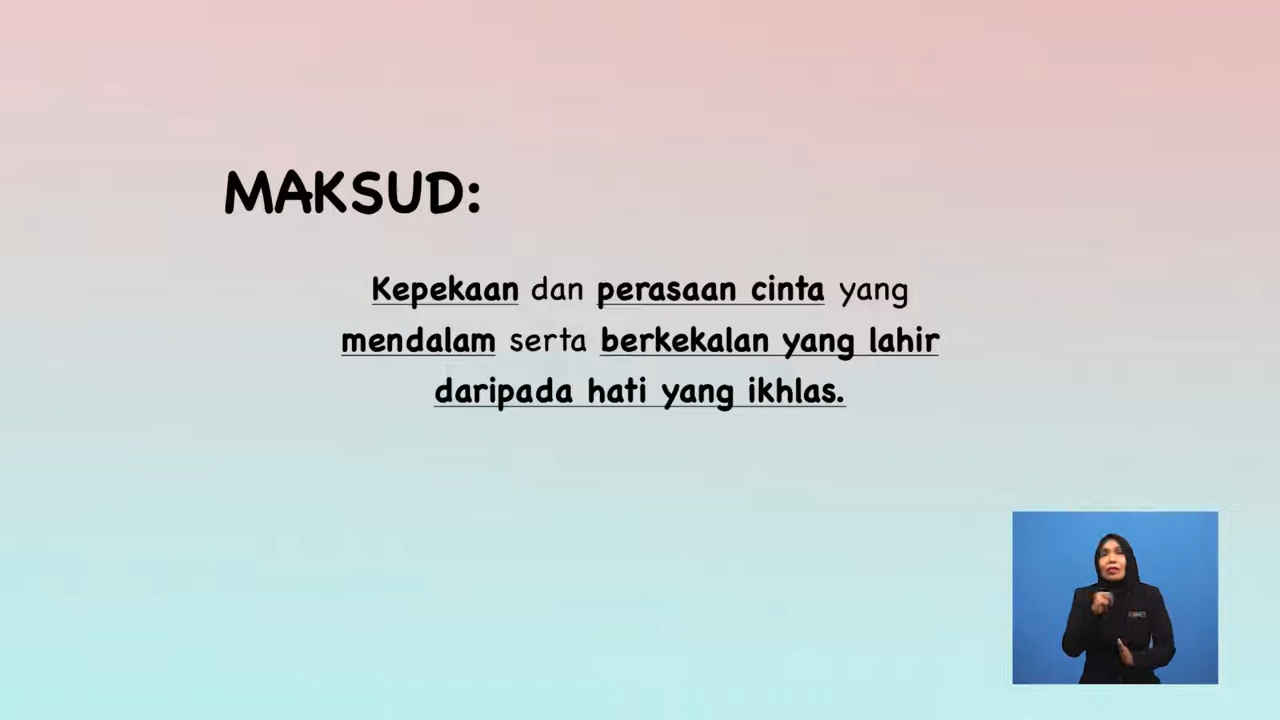 MAKSUD:
Kepekaan dan perasaan cinta yang
mendalam serta berkekalan yang lahir
daripada hati yang ikhlas.